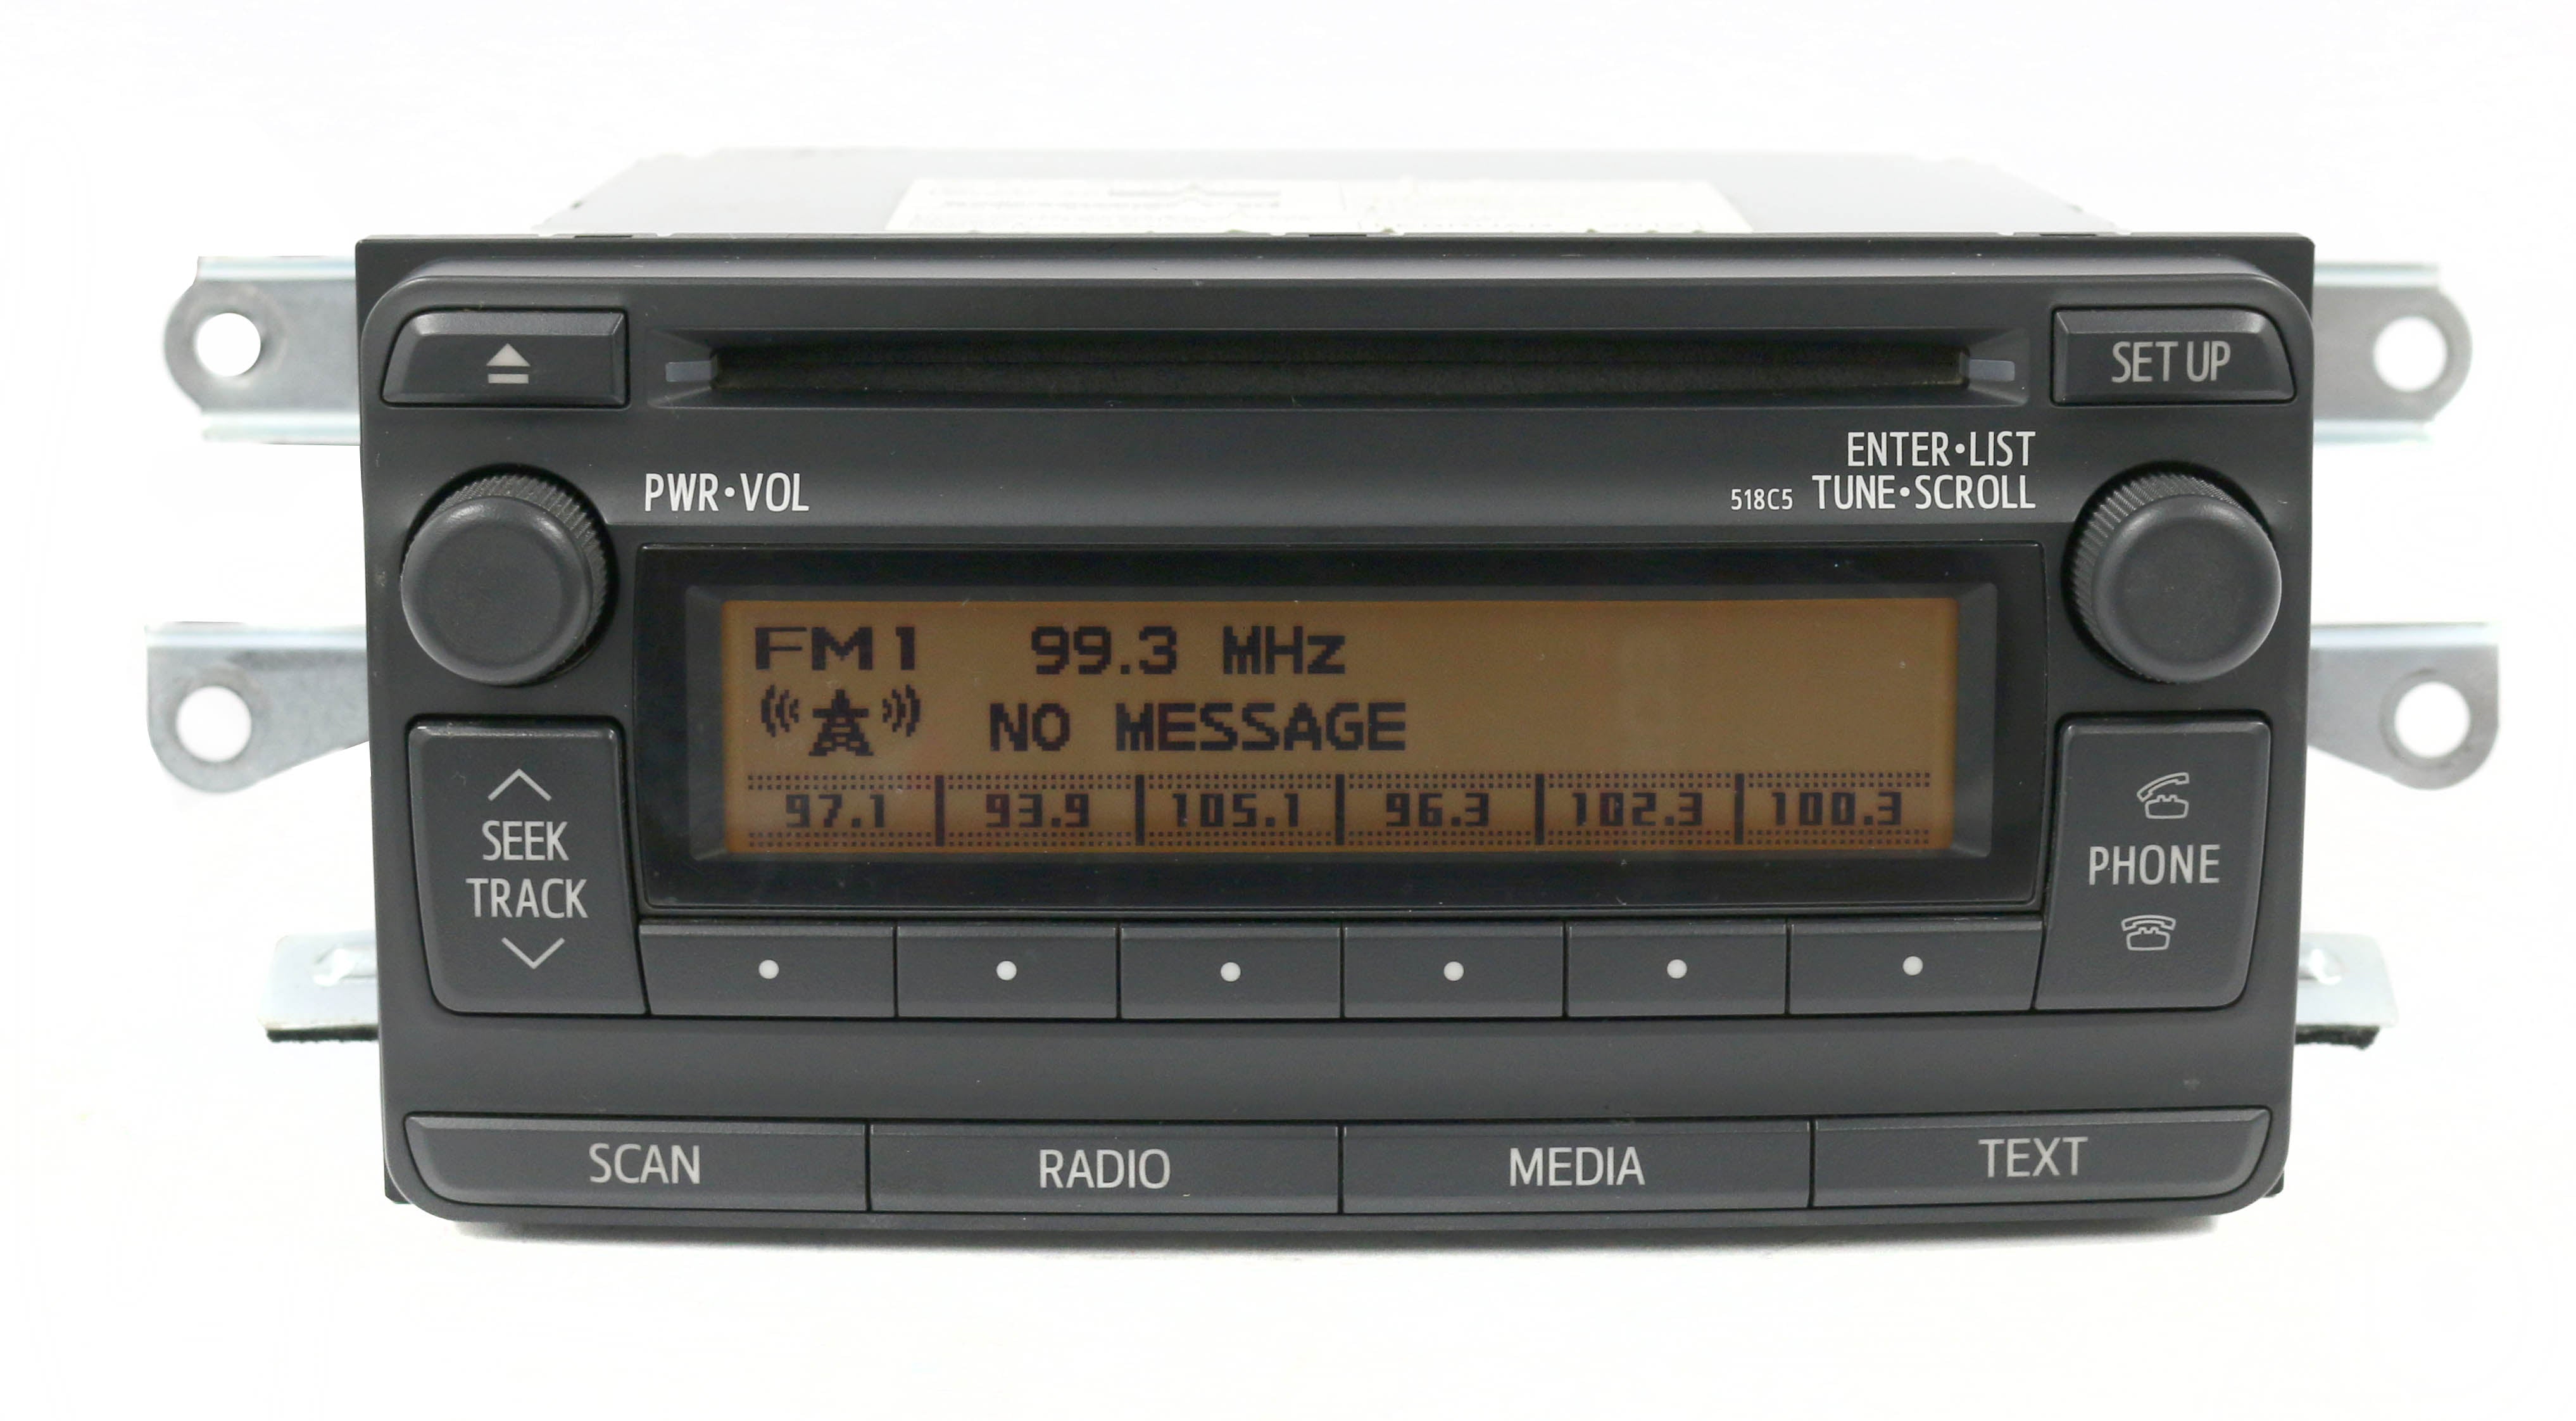 SET UP
ENTER•LIST
PWR•VOL
518C5 TUNE•SCROLL
FM1 99.3 MHz
NO MESSAGE
97.1 93.9 105.1 96.3 102.3 100.3
SEEK
TRACK
PHONE
SCAN RADIO MEDIA TEXT